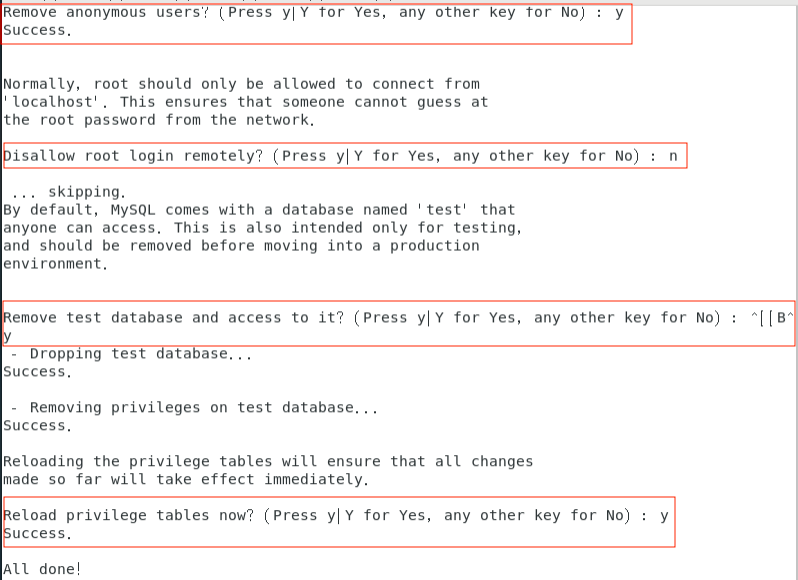 Remove anonymous users? (Press y|Y for Yes, any other key for No) : y
Success.
Normally, root should only be allowed to connect from
'localhost'. This ensures that someone cannot guess at
the root password from the network.
Disallow root login remotely? (Press y|Y for Yes, any other key for No) : n
... skipping.
By default, MySQL comes with a database named 'test' that
anyone can access. This is also intended only for testing,
and should be removed before moving into a production
environment.
Remove test database and access to it? (Press y|Y for Yes, any other key for No) : ^[[B^
y
- Dropping test database...
Success.
- Removing privileges on test database...
Success.
Reloading the privilege tables will ensure that all changes
made so far will take effect immediately.
Reload privilege tables now? (Press y|Y for Yes, any other key for No) : y
Success.
All done!